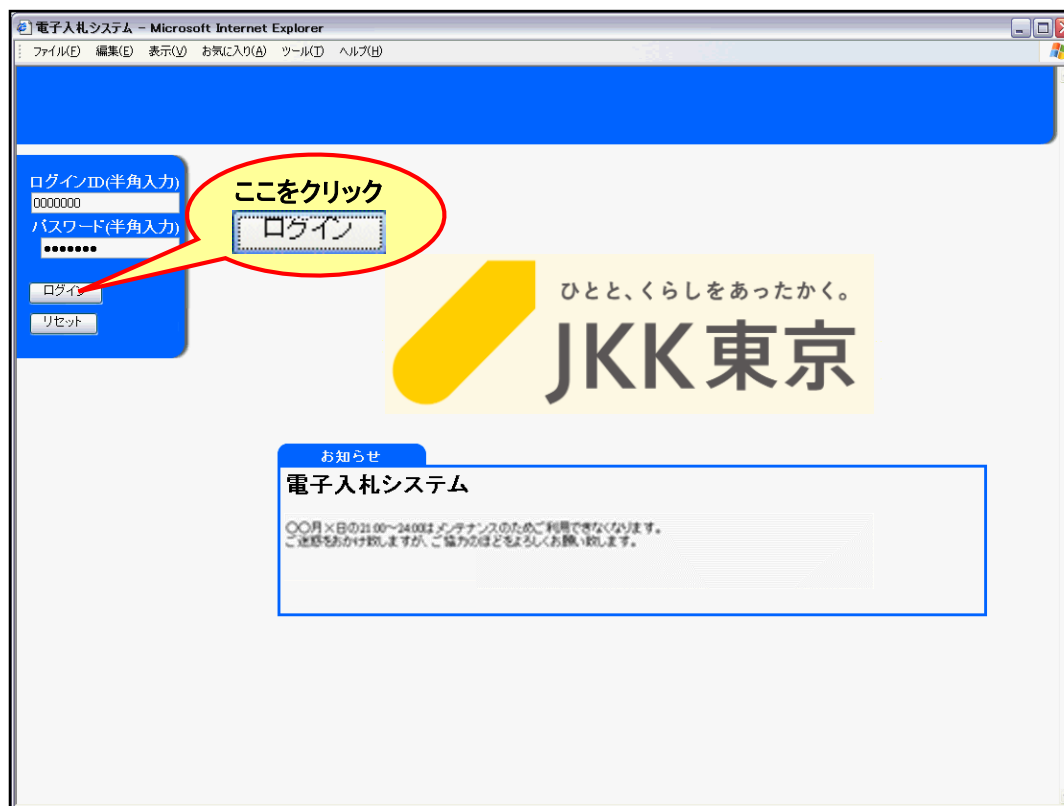 電子入札システム - Microsoft Internet Explorer
ファイル(F) 編集(E) 表示(V) お気に入り(A) ツール(T) ヘルプ(H)
ログインID(半角入力)
0000000
パスワード(半角入力)
●●●●●●●
ログイン
リセット
ここをクリック
ログイン
ひとと、くらしをあったかく。
JKK東京
お知らせ
電子入札システム
〇〇月×日の21:00～24:00はメンテナンスのためご利用できなくなります。
ご迷惑をおかけ致しますが、ご協力のほどをよろしくお願い致します。